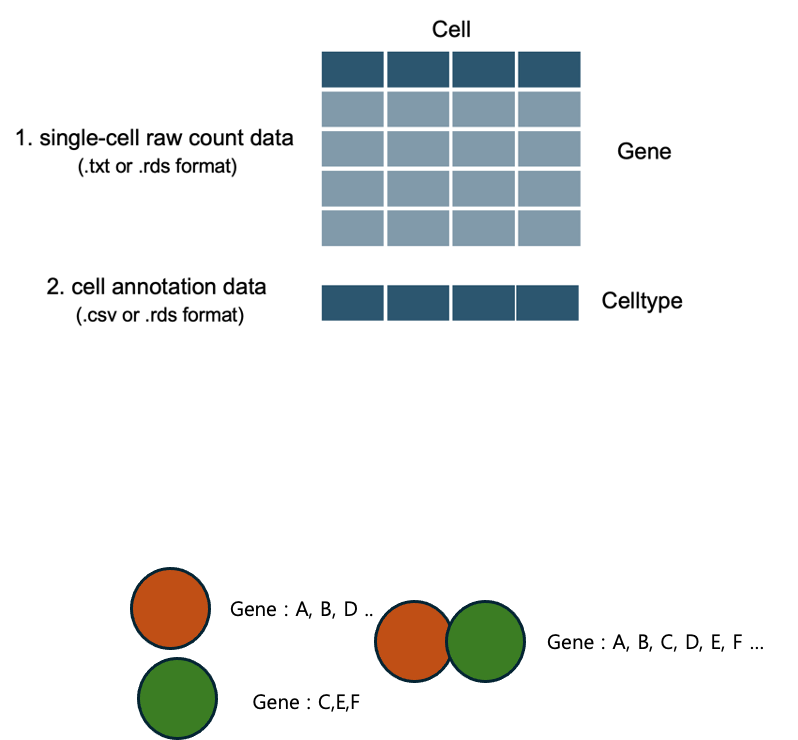 Cell
1. single-cell raw count data
(.txt or .rds format)
Gene
2. cell annotation data
(.csv or .rds format)
Celltype
Gene : A, B, D ..
Gene : A, B, C, D, E, F ...
Gene : C,E,F